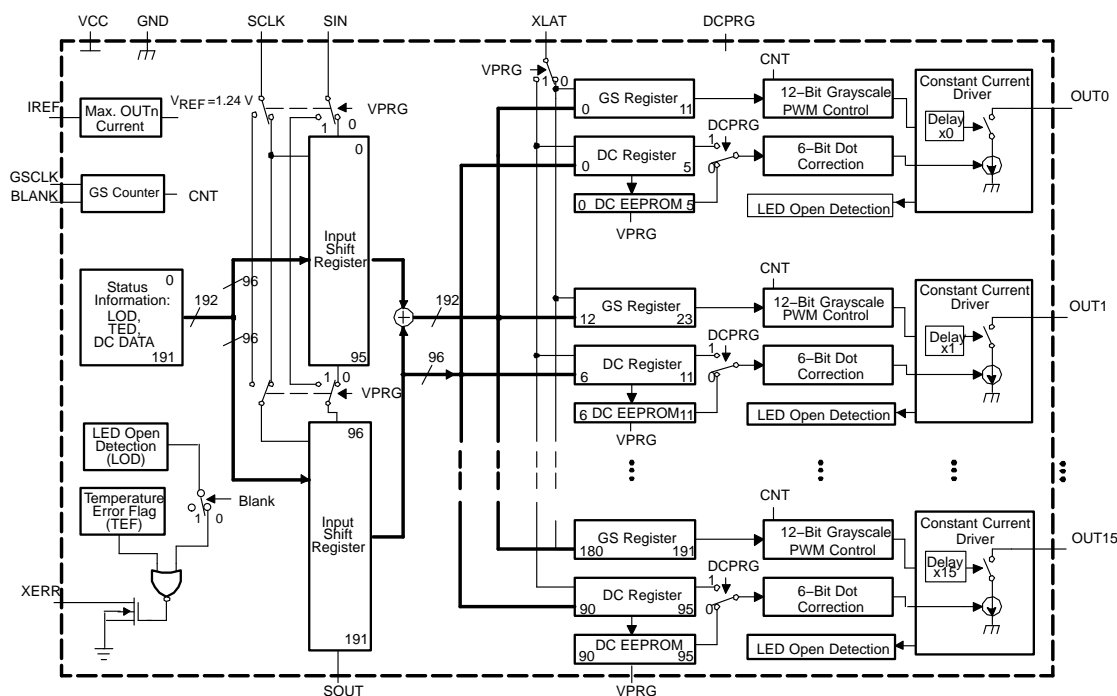 VCC
GND
SCLK
SIN
XLAT
DCPRG
VPRG
1
0
CNT
IREF
Max. OUTn
Current
VREF =1.24 V
VPRG
1
0
GS Register
0
11
12–Bit Grayscale
PWM Control
Constant Current
Driver
Delay
x0
OUT0
DCPRG
DC Register
0
5
1
0
6–Bit Dot
Correction
GSCLK
BLANK
GS Counter
CNT
0
Input
Shift
Register
95
0
DC EEPROM
5
VPRG
LED Open Detection
0
Status
Information:
LOD,
TED,
DC DATA
191
192
96
96
192
96
CNT
GS Register
12
23
12–Bit Grayscale
PWM Control
Constant Current
Driver
Delay
x1
OUT1
DCPRG
DC Register
6
11
1
0
6–Bit Dot
Correction
6
DC EEPROM
11
VPRG
LED Open Detection
1
0
VPRG
96
Input
Shift
Register
191
LED Open
Detection
(LOD)
Temperature
Error Flag
(TEF)
Blank
1
0
XERR
CNT
GS Register
180
191
12–Bit Grayscale
PWM Control
Constant Current
Driver
Delay
x15
OUT15
DCPRG
DC Register
90
95
1
0
6–Bit Dot
Correction
DC EEPROM
90
95
LED Open Detection
SOUT
VPRG